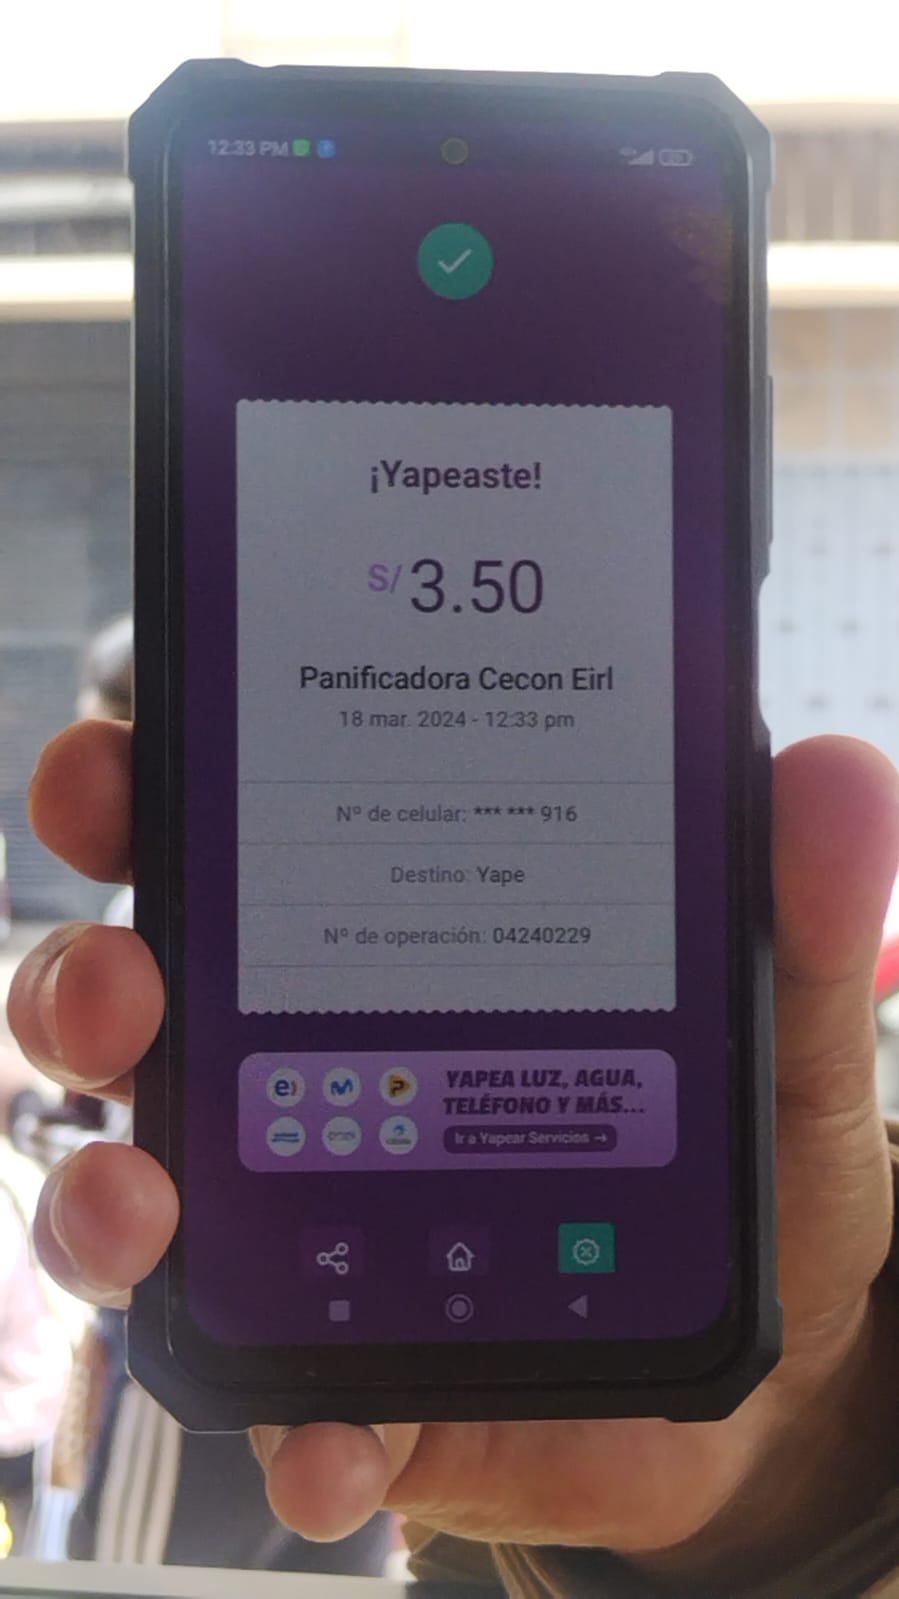 12:33 PM
¡Yapeaste!
S/ 3.50
Panificadora Cecon Eirl
18 mar. 2024 - 12:33 pm
Nº de celular: *** *** 916
Destino: Yape
Nº de operación: 04240229
YAPEA LUZ, AGUA,
TELÉFONO Y MÁS...
Ir a Yapear Servicios →